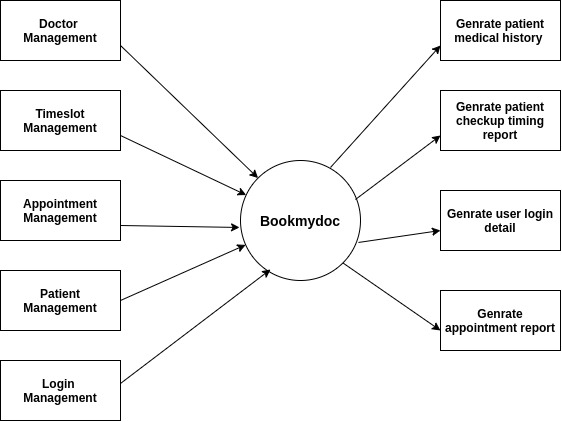 Doctor
Management
Timeslot
Management
Appointment
Management
Patient
Management
Login
Management
Bookmydoc
Genrate patient
medical history
Genrate patient
checkup timing
report
Genrate user login
detail
Genrate
appointment report